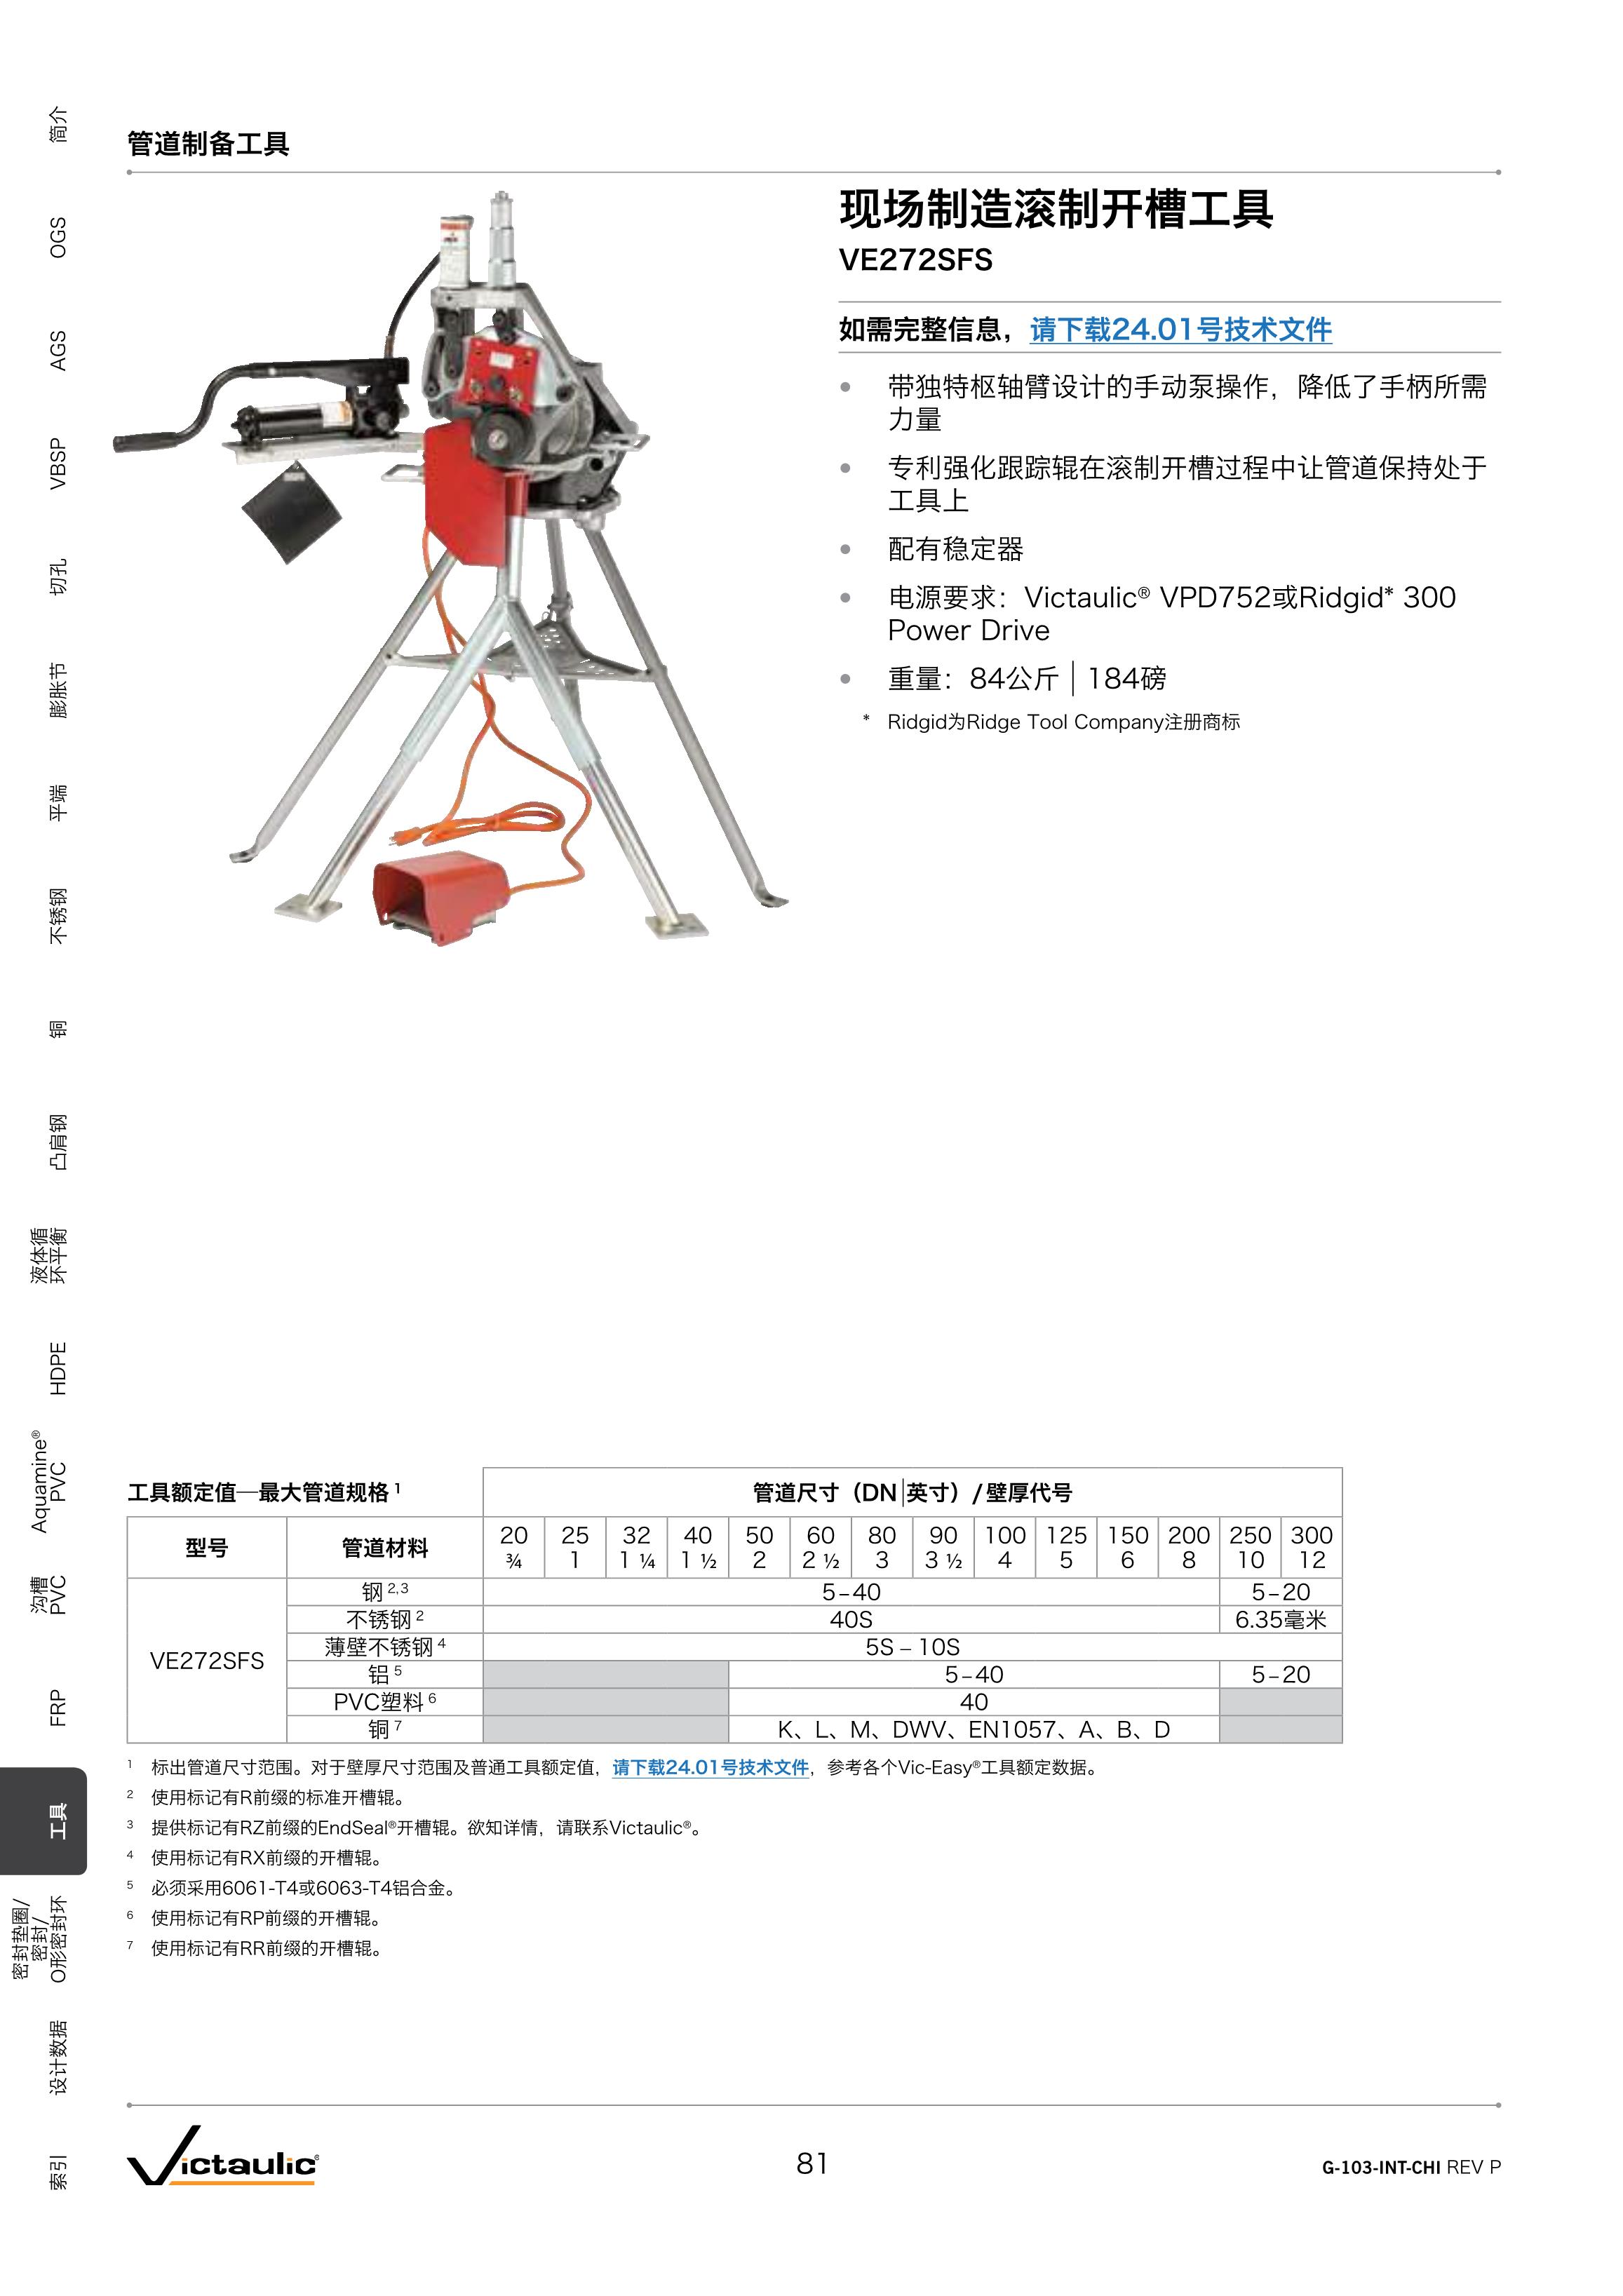 管道制备工具
现场制造滚制开槽工具
VE272SFS
如需完整信息，请下载24.01号技术文件
• 带独特枢轴臂设计的手动泵操作，降低了手柄所需
力量
• 专利强化跟踪辊在滚制开槽过程中让管道保持处于
工具上
• 配有稳定器
• 电源要求：Victaulic® VPD752或Ridgid* 300
Power Drive
• 重量：84公斤 | 184磅
* Ridgid为Ridge Tool Company注册商标
工具额定值—最大管道规格 1 管道尺寸（DN|英寸）/ 壁厚代号
型号 管道材料 20 25 32 40 50 60 80 90 100 125 150 200 250 300
¾ 1 1 ¼ 1 ½ 2 2 ½ 3 3 ½ 4 5 6 8 10 12
VE272SFS
钢 2,3 5–40 5–20
不锈钢 2 40S 6.35毫米
薄壁不锈钢 4 5S – 10S
铝 5 5–40 5–20
PVC塑料 6 40
铜 7 K、L、M、DWV、EN1057、A、B、D
1 标出管道尺寸范围。对于壁厚尺寸范围及普通工具额定值，请下载24.01号技术文件，参考各个Vic-Easy®工具额定数据。
2 使用标记有R前缀的标准开槽辊。
3 提供标记有RZ前缀的EndSeal®开槽辊。欲知详情，请联系Victaulic®。
4 使用标记有RX前缀的开槽辊。
5 必须采用6061-T4或6063-T4铝合金。
6 使用标记有RP前缀的开槽辊。
7 使用标记有RR前缀的开槽辊。
简介
OGS
AGS
VBSP
切孔
膨胀节
平端
不锈钢
铜
凸肩钢
液体循
环平衡
HDPE
Aquamine®
PVC
沟槽
PVC
FRP
工具
密封垫圈/
密封/
O形密封环
设计数据
索引
Victaulic®
81
G-103-INT-CHI REV P